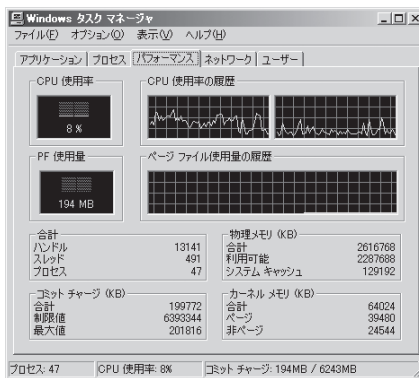 Windows タスク マネージャ
ファイル(F) オプション(O) 表示(V) ヘルプ(H)
アプリケーション プロセス パフォーマンス ネットワーク ユーザー
CPU 使用率
CPU 使用率の履歴
8 %
PF 使用量
ページ ファイル使用量の履歴
194 MB
合計
ハンドル 13141
スレッド 491
プロセス 47
物理メモリ (KB)
合計 2616768
利用可能 2287688
システム キャッシュ 129192
コミット チャージ (KB)
合計 199772
制限値 6393344
最大値 201816
カーネル メモリ (KB)
合計 64024
ページ 39480
非ページ 24544
プロセス: 47 CPU 使用率: 8% コミット チャージ: 194MB / 6243MB